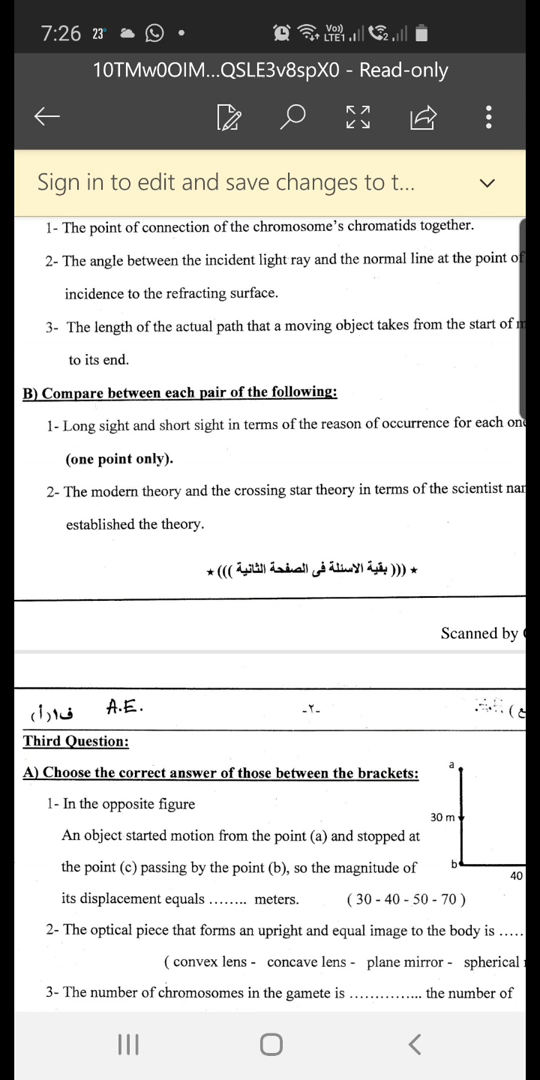 7:26 23°
Vo))
LTE1
2
10TMw0OIM...QSLE3v8spX0 - Read-only
Sign in to edit and save changes to t...
1- The point of connection of the chromosome's chromatids together.
2- The angle between the incident light ray and the normal line at the point of
incidence to the refracting surface.
3- The length of the actual path that a moving object takes from the start of
to its end.
B) Compare between each pair of the following:
1- Long sight and short sight in terms of the reason of occurrence for each
(one point only).
2- The modern theory and the crossing star theory in terms of the scientist
established the theory.
★ ((( بقية الاسئلة فى الصفحة الثانية ))) ★
Scanned by
A.E.
-٢-
Third Question:
A) Choose the correct answer of those between the brackets:
a
1- In the opposite figure
30 m
An object started motion from the point (a) and stopped at
the point (c) passing by the point (b), so the magnitude of
b
40
its displacement equals ........ meters. ( 30 - 40 - 50 - 70 )
2- The optical piece that forms an upright and equal image to the body is .....
( convex lens - concave lens - plane mirror - spherical
3- The number of chromosomes in the gamete is .............. the number of